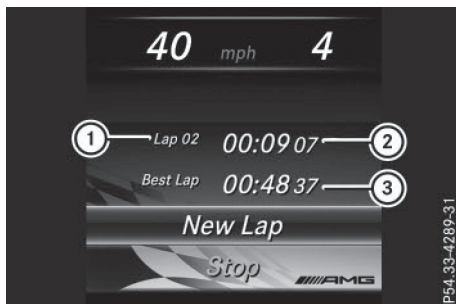 40 mph 4
1 Lap 02 00:09 07 2
Best Lap 00:48 37 3
New Lap
Stop AMG
P54.33-4289-31